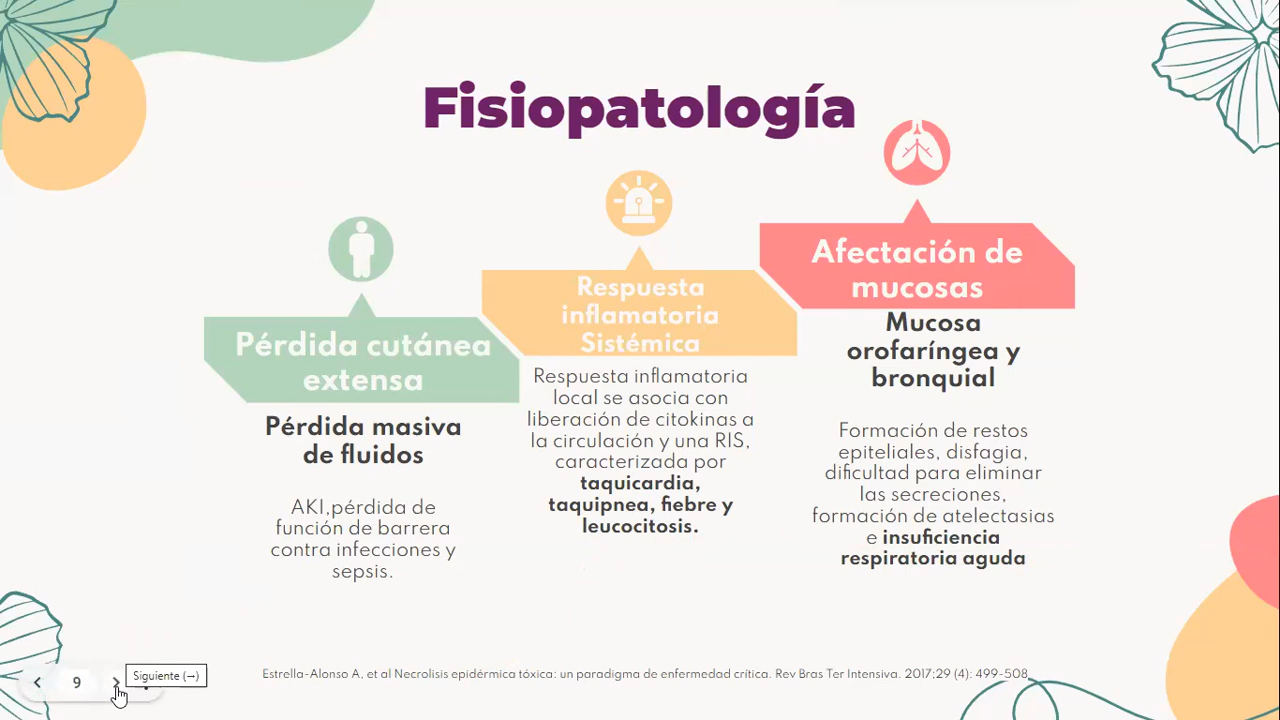 Fisiopatología
Pérdida cutánea
extensa
Pérdida masiva
de fluidos
AKI,pérdida de
función de barrera
contra infecciones y
sepsis.
Respuesta
inflamatoria
Sistémica
Respuesta inflamatoria
local se asocia con
liberación de citokinas a
la circulación y una RIS,
caracterizada por
taquicardia,
taquipnea, fiebre y
leucocitosis.
Afectación de
mucosas
Mucosa
orofaríngea y
bronquial
Formación de restos
epiteliales, disfagia,
dificultad para eliminar
las secreciones,
formación de atelectasias
e insuficiencia
respiratoria aguda
Estrella-Alonso A, et al Necrolisis epidérmica tóxica: un paradigma de enfermedad crítica. Rev Bras Ter Intensiva. 2017;29 (4): 499-508
9
Siguiente (→)